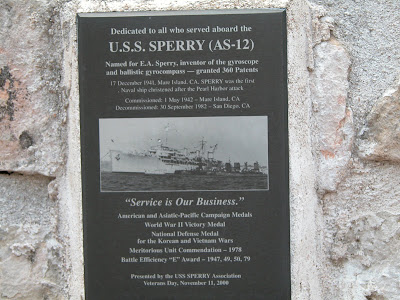 Dedicated to all who served aboard the
U.S.S. SPERRY (AS-12)
Named for E.A. Sperry, inventor of the gyroscope
and ballistic gyrocompass — granted 360 Patents
17 December 1941, Mare Island, CA, SPERRY was the first
Naval ship christened after the Pearl Harbor attack
Commissioned: 1 May 1942 – Mare Island, CA
Decommissioned: 30 September 1982 – San Diego, CA
"Service is Our Business."
American and Asiatic-Pacific Campaign Medals
World War II Victory Medal
National Defense Medal
for the Korean and Vietnam Wars
Meritorious Unit Commendation – 1978
Battle Efficiency "E" Award – 1947, 49, 50, 79
Presented by the USS SPERRY Association
Veterans Day, November 11, 2000